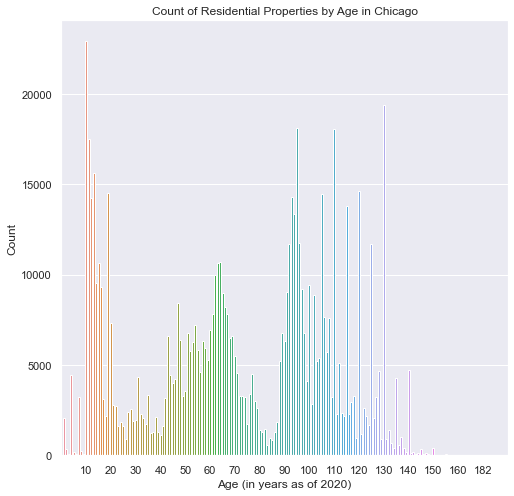 Count of Residential Properties by Age in Chicago
Count
20000
15000
10000
5000
0
10 20 30 40 50 60 70 80 90 100 110 120 130 140 150 160 182
Age (in years as of 2020)